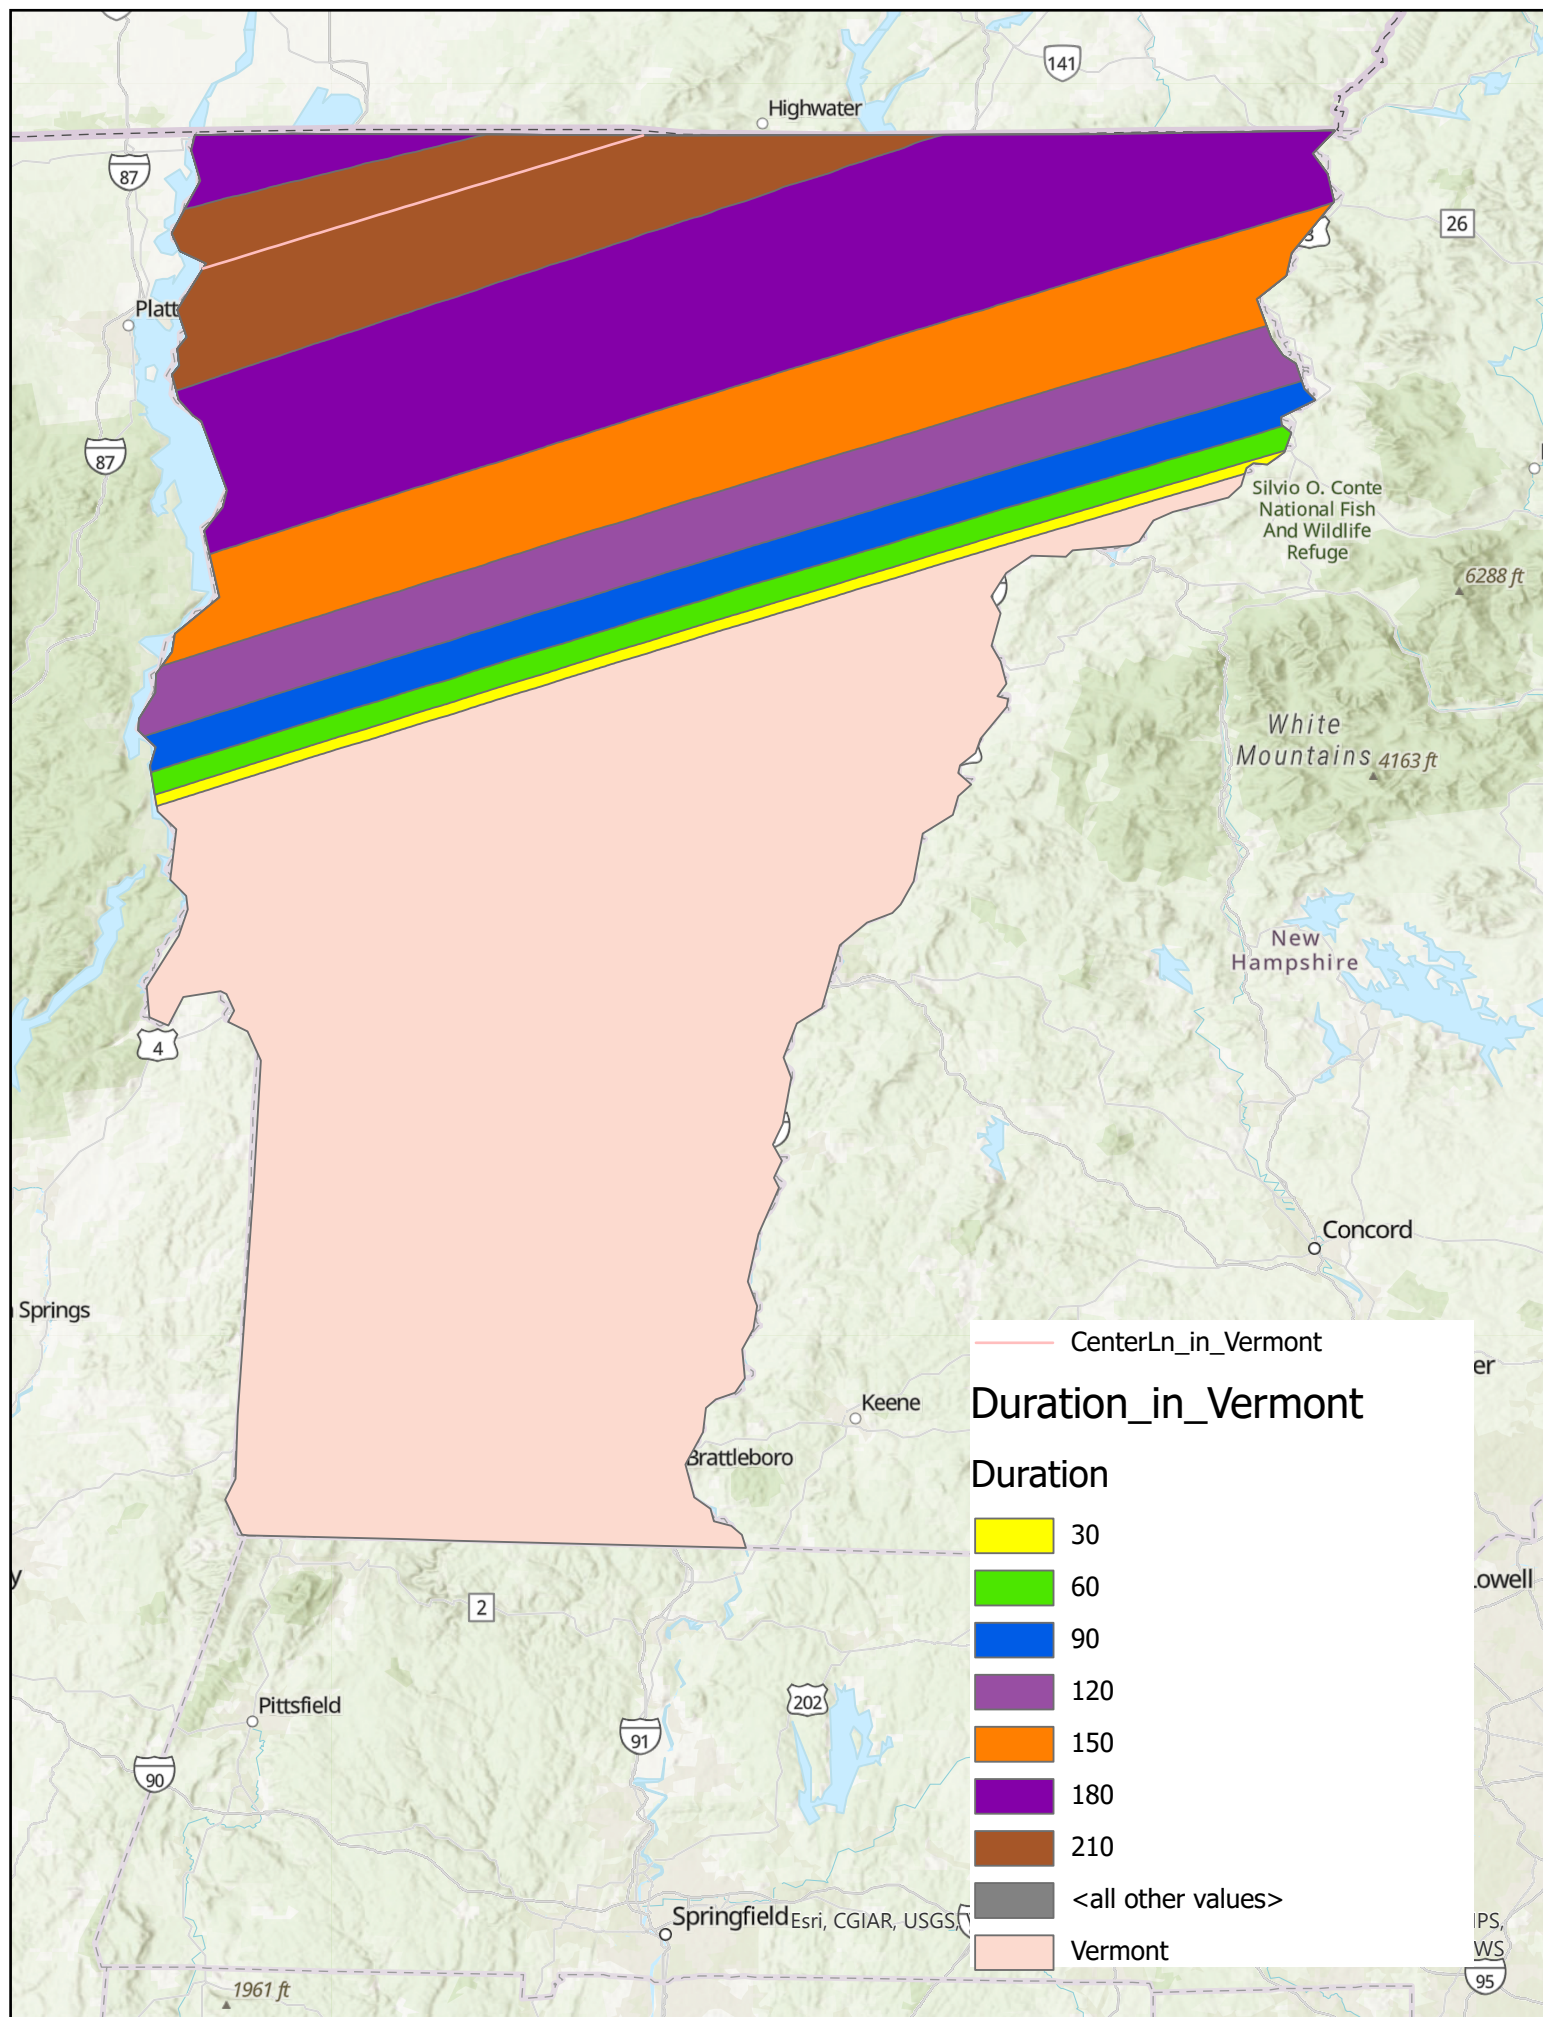 141
Highwater
87
26
3
Platt
87
Silvio O. Conte
National Fish
And Wildlife
Refuge
6288 ft
White
Mountains
4163 ft
New
Hampshire
4
Concord
Springs
CenterLn_in_Vermont
er
Duration_in_Vermont
Keene
Brattleboro
Duration
30
y
60
owell
2
90
120
Pittsfield
202
91
150
90
180
210
<all other values>
Springfield
Esri, CGIAR, USGS,
IPS,
Vermont
WS
95
1961 ft